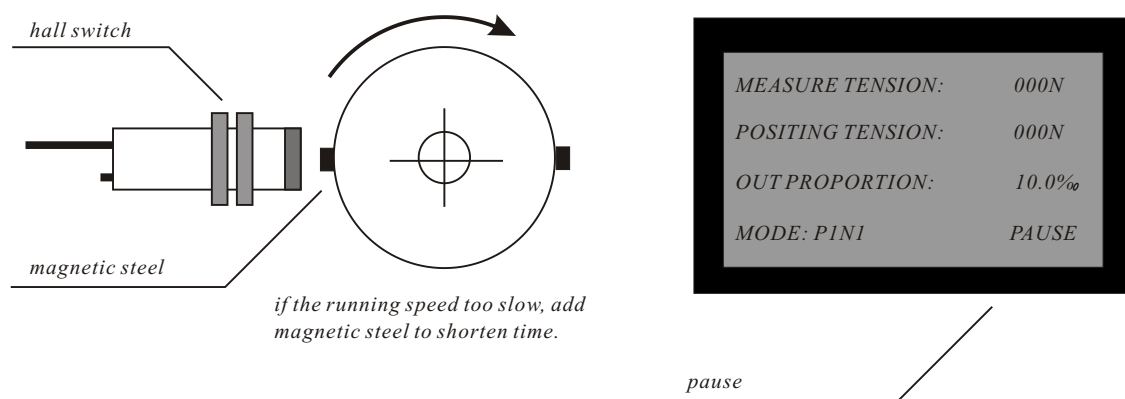 hall switch
magnetic steel
if the running speed too slow, add
magnetic steel to shorten time.
MEASURE TENSION: 000N
POSITING TENSION: 000N
OUT PROPORTION: 10.0‰
MODE: P1N1 PAUSE
pause